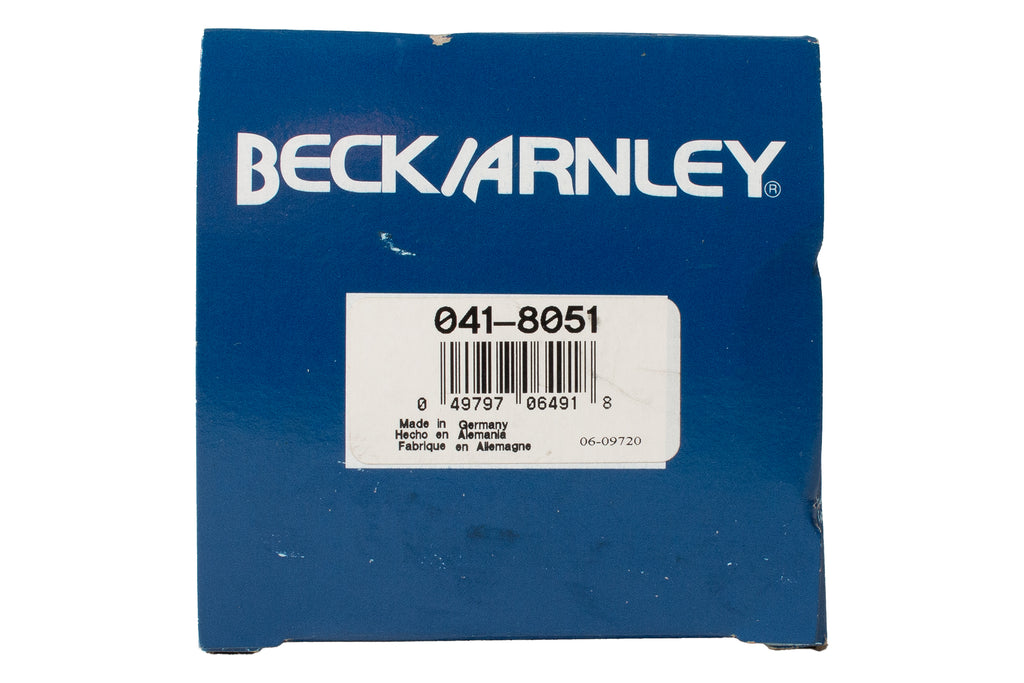 BECK/ARNLEY®
041-8051
0 49797 06491 8
Made in Germany
Hecho en Alemania
Fabrique en Allemagne
06-09720